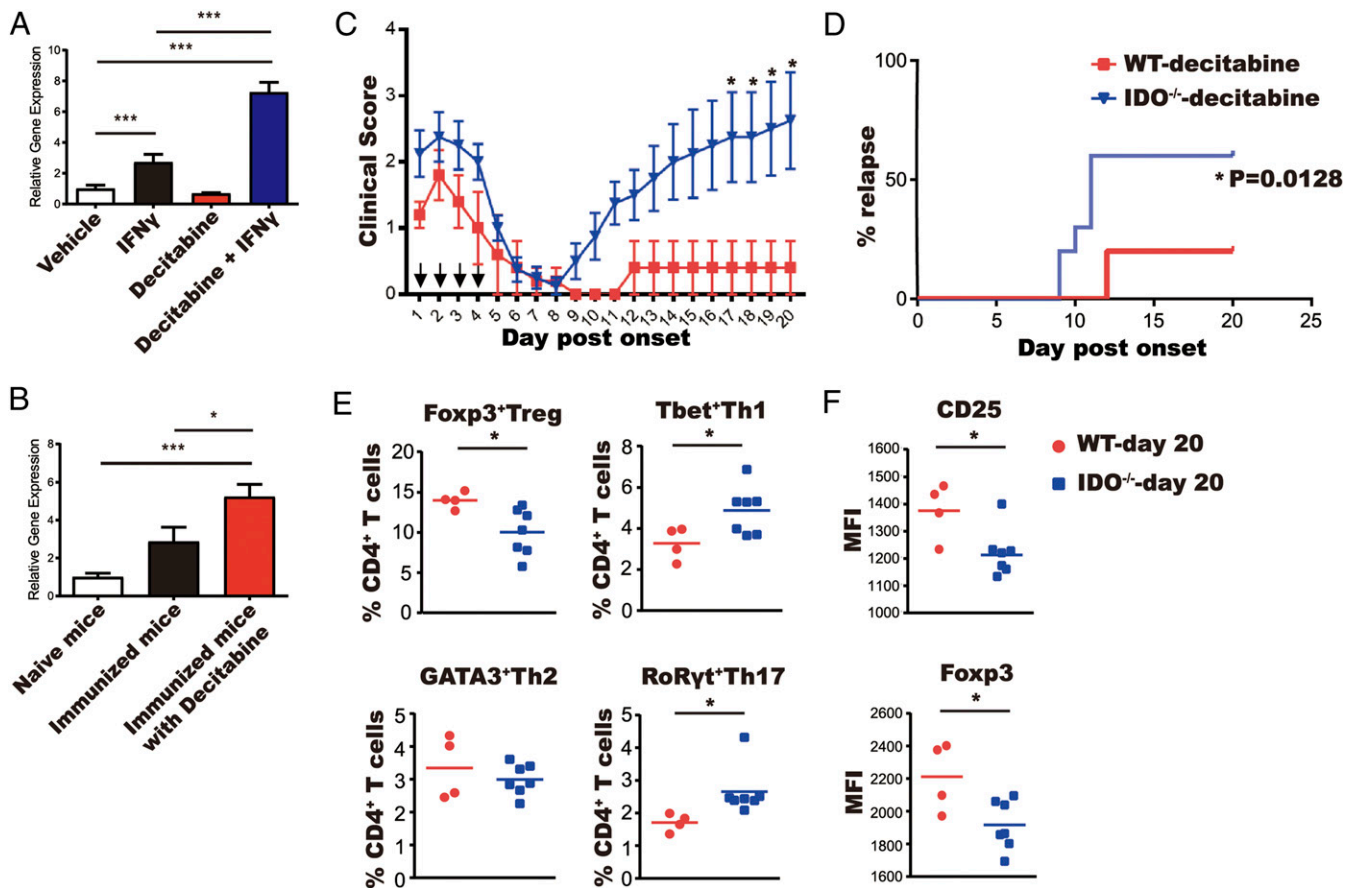 A
Relative Gene Expression
10
8
6
4
2
0
***
***
***
Vehicle
IFNγ
Decitabine
Decitabine + IFNγ
B
Relative Gene Expression
8
6
4
2
0
*
***
Naive mice
Immunized mice
Immunized mice
with Decitabine
C
Clinical Score
4
3
2
1
0
* * * *
1 2 3 4 5 6 7 8 9 10 11 12 13 14 15 16 17 18 19 20
Day post onset
D
% relapse
100
50
0
WT-decitabine
IDO-/--decitabine
* P=0.0128
0 5 10 15 20 25
Day post onset
E
Foxp3+Treg
*
% CD4+ T cells
20
15
10
5
0
Tbet+Th1
*
% CD4+ T cells
8
6
4
2
0
GATA3+Th2
% CD4+ T cells
5
4
3
2
1
0
RoRγt+Th17
*
% CD4+ T cells
5
4
3
2
1
0
F
CD25
*
MFI
1600
1500
1400
1300
1200
1100
1000
WT-day 20
IDO-/--day 20
Foxp3
*
MFI
2600
2400
2200
2000
1800
1600